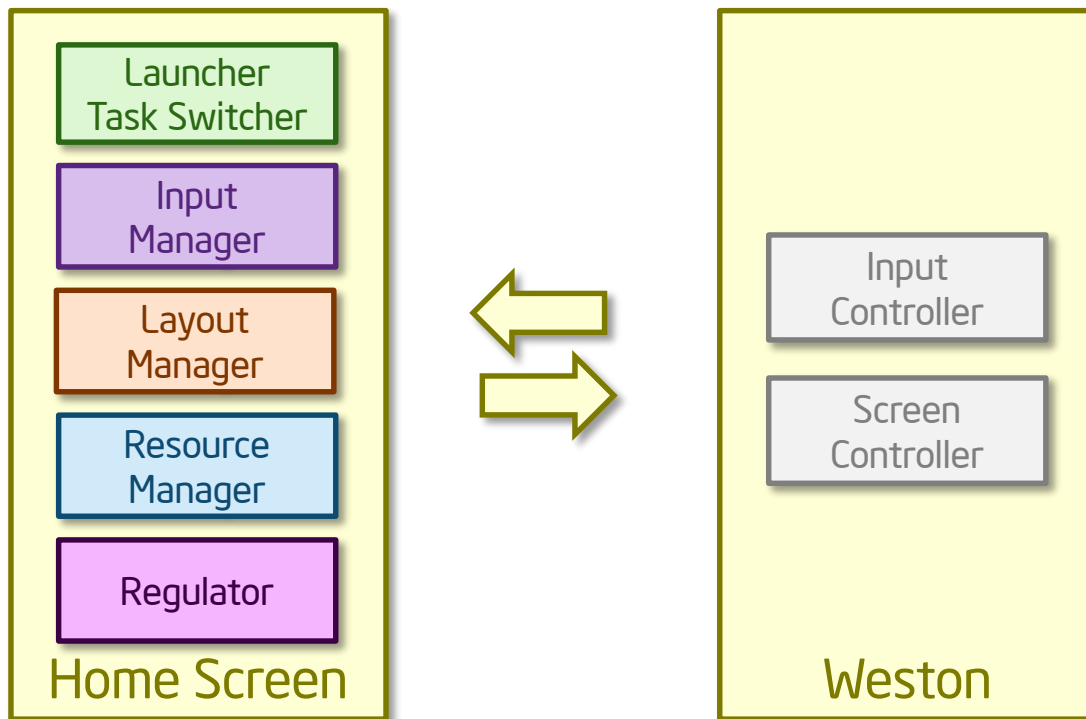 Launcher
Task Switcher
Input
Manager
Layout
Manager
Resource
Manager
Regulator
Home Screen
Input
Controller
Screen
Controller
Weston